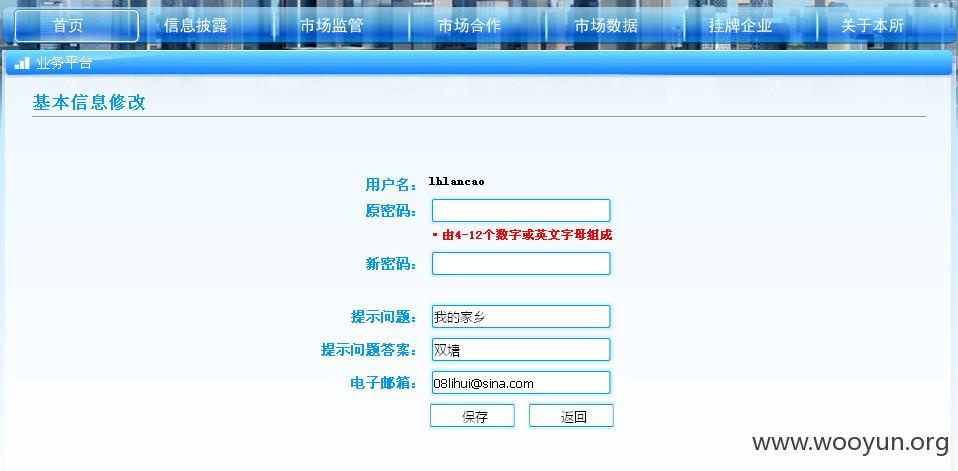 首页 信息披露 市场监管 市场合作 市场数据 挂牌企业 关于本所
业务平台
基本信息修改
用户名： lhlancao
原密码：
* 由4-12个数字或英文字母组成
新密码：
提示问题： 我的家乡
提示问题答案： 双塘
电子邮箱： 08lihui@sina.com
保存 返回
www.wooyun.org